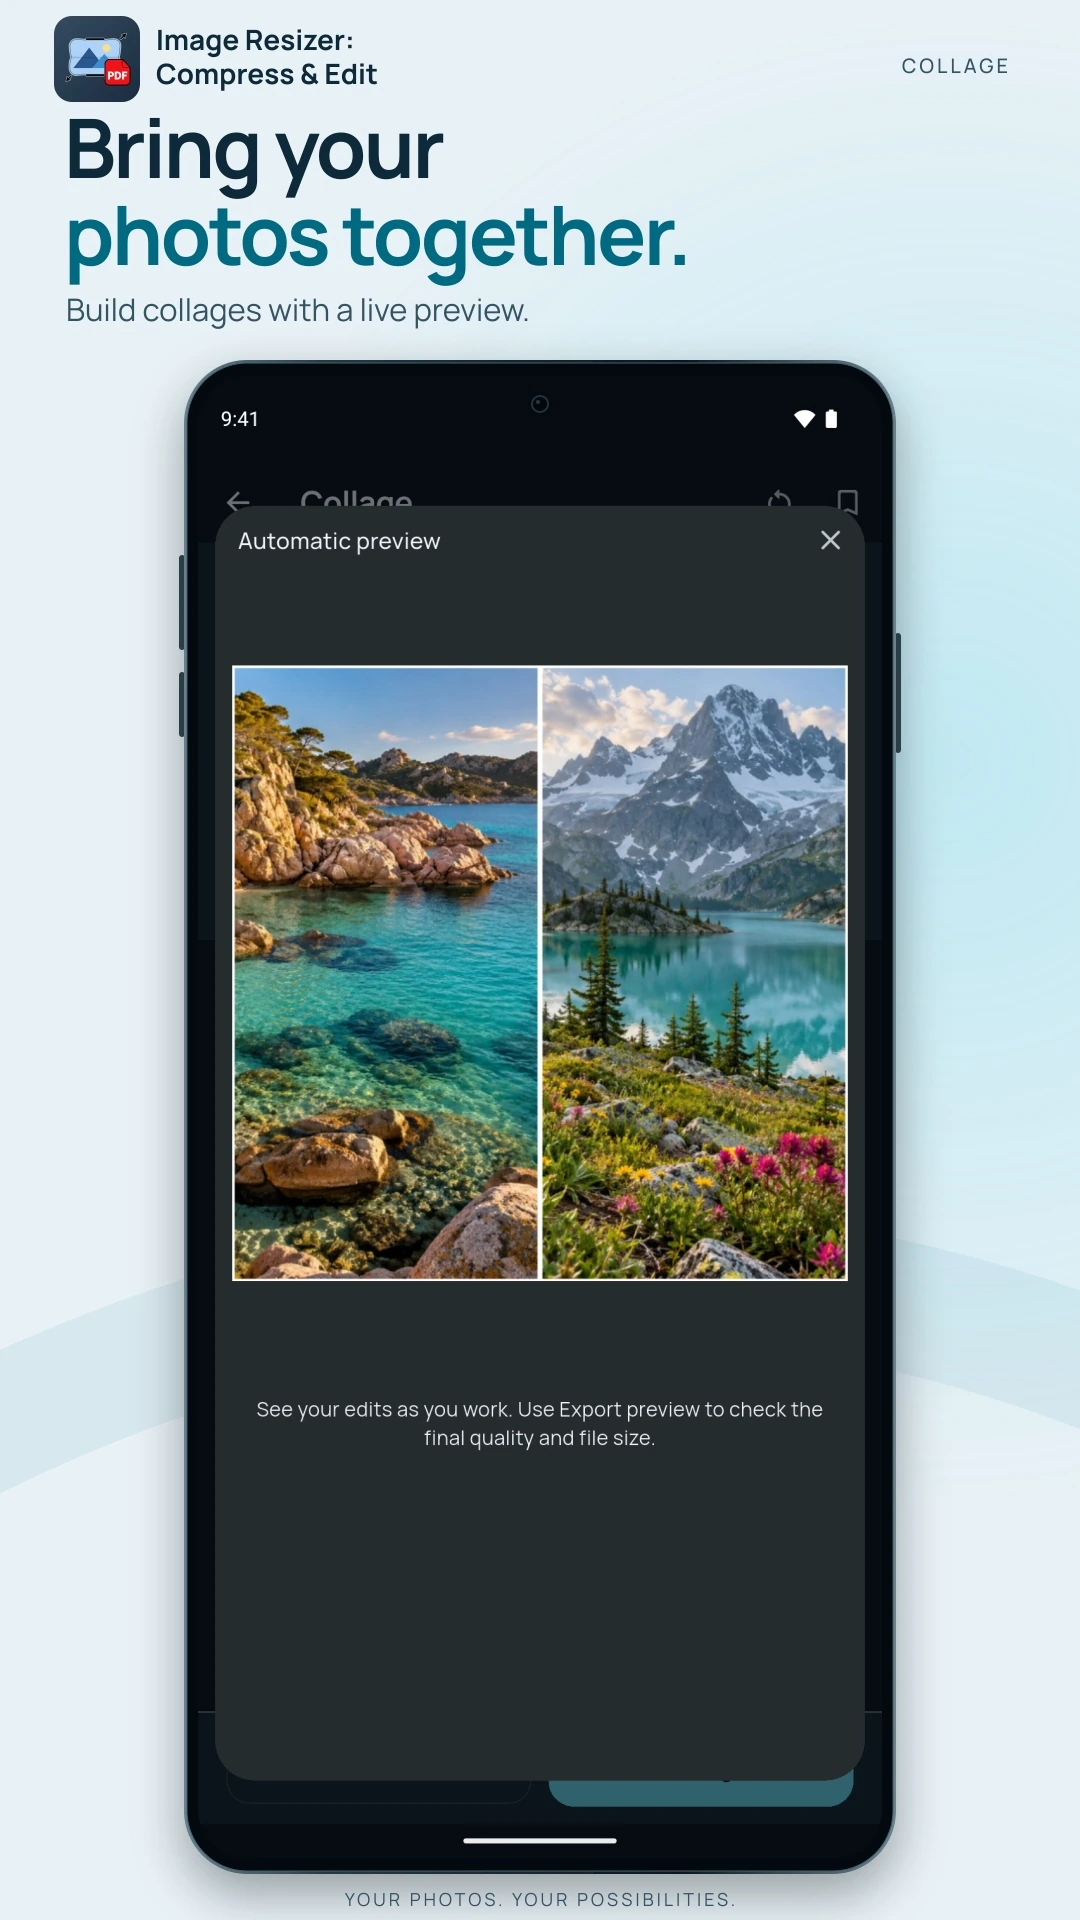 PDF
Image Resizer:
Compress & Edit
COLLAGE
Bring your
photos together.
Build collages with a live preview.
9:41
Collage
Automatic preview
See your edits as you work. Use Export preview to check the
final quality and file size.
YOUR PHOTOS. YOUR POSSIBILITIES.